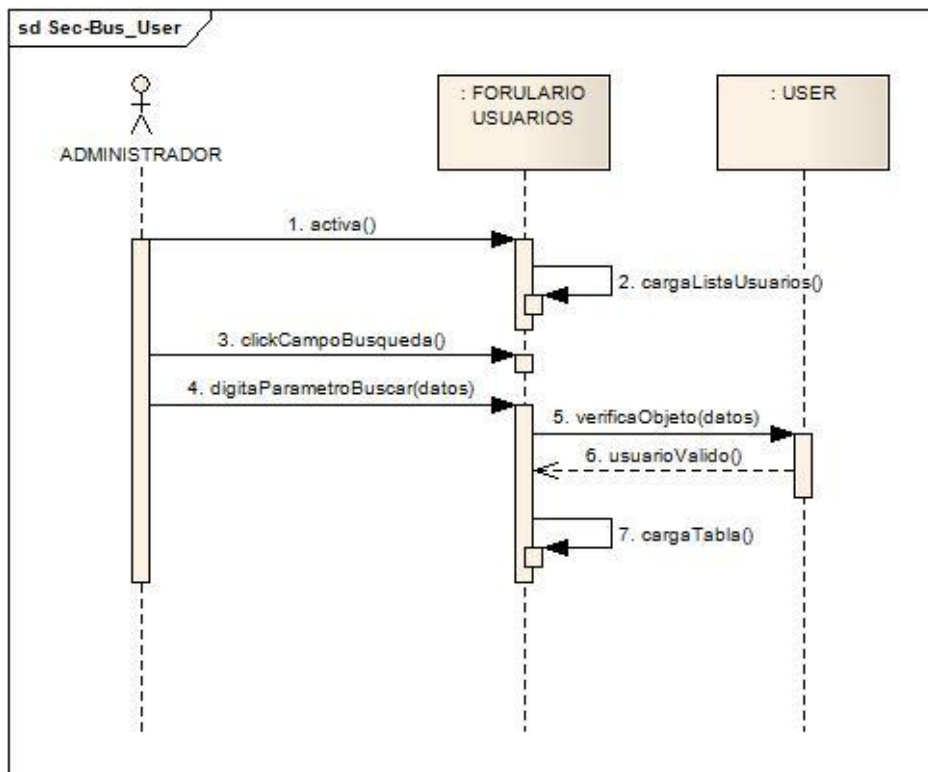 sd Sec-Bus_User
ADMINISTRADOR
: FORULARIO
USUARIOS
: USER
1. activa()
2. cargaListaUsuarios()
3. clickCampoBusqueda()
4. digitaParametroBuscar(datos)
5. verificaObjeto(datos)
6. usuarioValido()
7. cargaTabla()